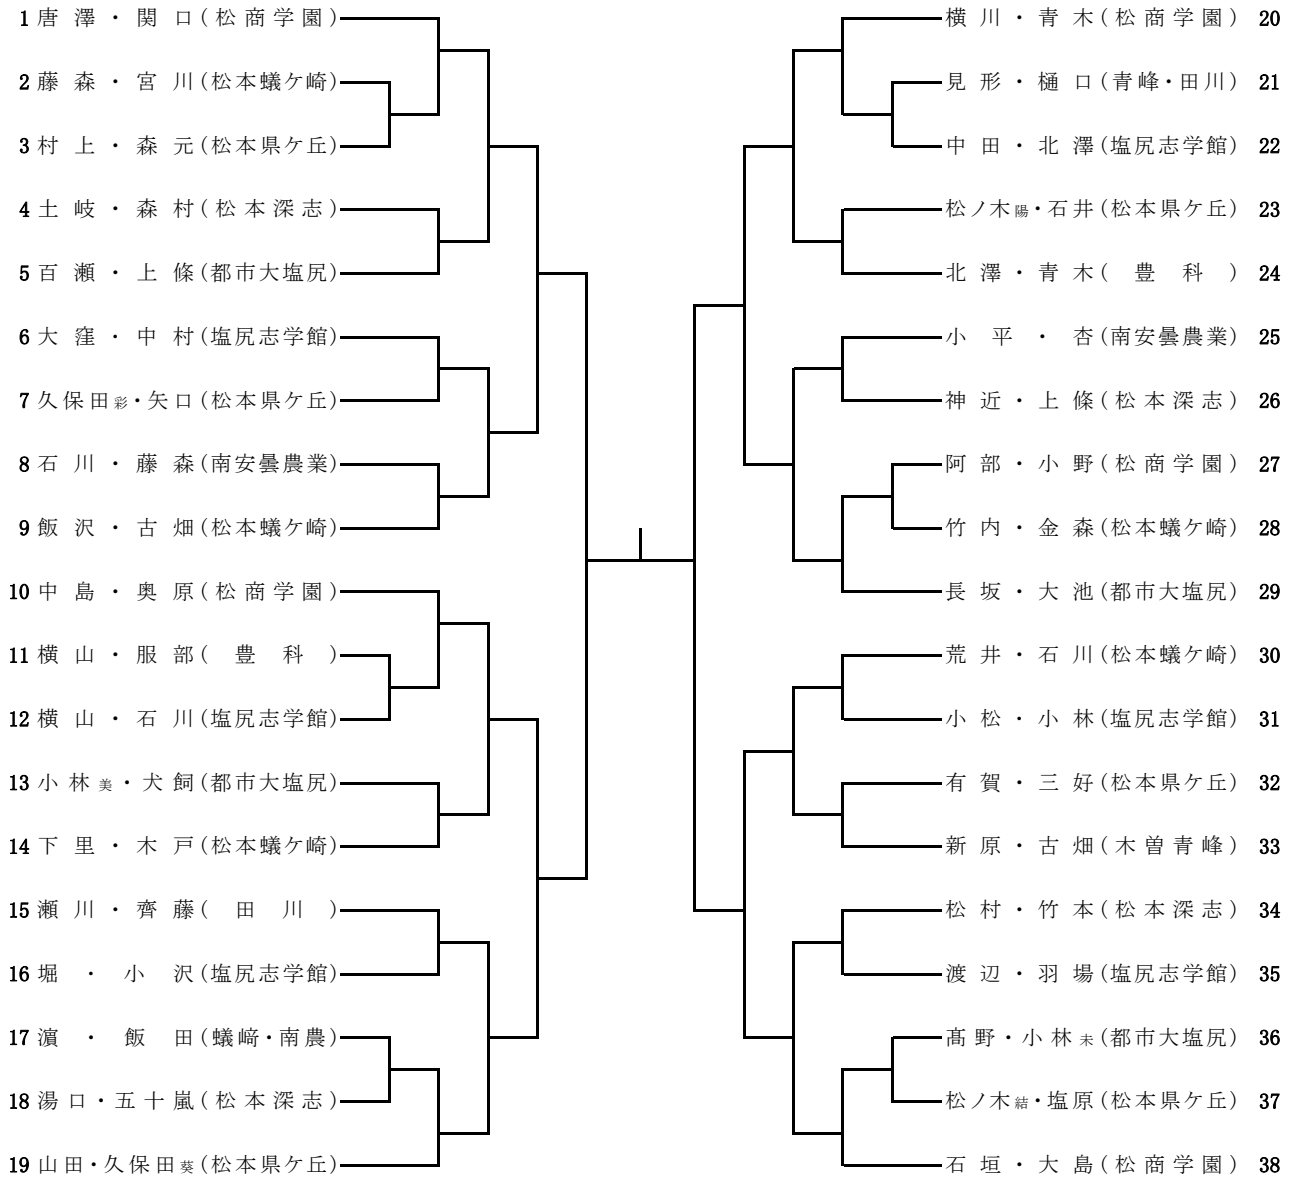 1 唐澤・関口(松商学園)
2 藤森・宮川(松本蟻ケ崎)
3 村上・森元(松本県ケ丘)
4 土岐・森村(松本深志)
5 百瀬・上條(都市大塩尻)
6 大窪・中村(塩尻志学館)
7 久保田彩・矢口(松本県ケ丘)
8 石川・藤森(南安曇農業)
9 飯沢・古畑(松本蟻ケ崎)
10 中島・奥原(松商学園)
11 横山・服部(豊科)
12 横山・石川(塩尻志学館)
13 小林美・犬飼(都市大塩尻)
14 下里・木戸(松本蟻ケ崎)
15 瀬川・齊藤(田川)
16 堀・小沢(塩尻志学館)
17 濵・飯田(蟻﨑・南農)
18 湯口・五十嵐(松本深志)
19 山田・久保田葵(松本県ケ丘)
横川・青木(松商学園) 20
見形・樋口(青峰・田川) 21
中田・北澤(塩尻志学館) 22
松ノ木陽・石井(松本県ケ丘) 23
北澤・青木(豊科) 24
小平・杏(南安曇農業) 25
神近・上條(松本深志) 26
阿部・小野(松商学園) 27
竹内・金森(松本蟻ケ崎) 28
長坂・大池(都市大塩尻) 29
荒井・石川(松本蟻ケ崎) 30
小松・小林(塩尻志学館) 31
有賀・三好(松本県ケ丘) 32
新原・古畑(木曽青峰) 33
松村・竹本(松本深志) 34
渡辺・羽場(塩尻志学館) 35
髙野・小林未(都市大塩尻) 36
松ノ木結・塩原(松本県ケ丘) 37
石垣・大島(松商学園) 38